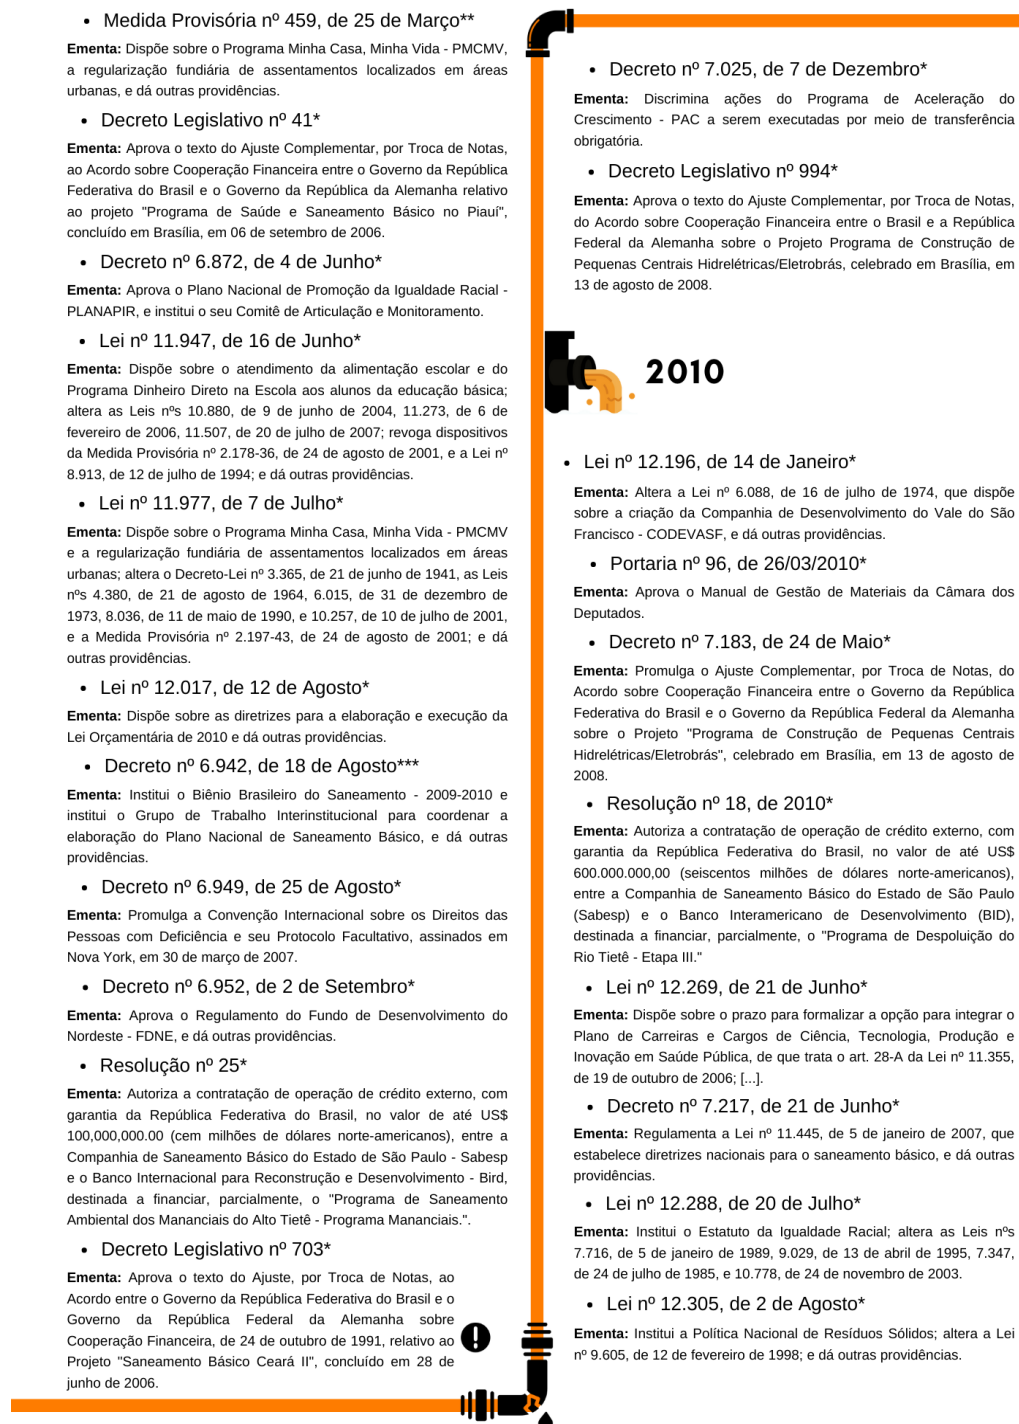 • Medida Provisória nº 459, de 25 de Março**
Ementa: Dispõe sobre o Programa Minha Casa, Minha Vida - PMCMV,
a regularização fundiária de assentamentos localizados em áreas
urbanas, e dá outras providências.
• Decreto Legislativo nº 41*
Ementa: Aprova o texto do Ajuste Complementar, por Troca de Notas,
ao Acordo sobre Cooperação Financeira entre o Governo da República
Federativa do Brasil e o Governo da República da Alemanha relativo
ao projeto "Programa de Saúde e Saneamento Básico no Piauí",
concluído em Brasília, em 06 de setembro de 2006.
• Decreto nº 6.872, de 4 de Junho*
Ementa: Aprova o Plano Nacional de Promoção da Igualdade Racial -
PLANAPIR, e institui o seu Comitê de Articulação e Monitoramento.
• Lei nº 11.947, de 16 de Junho*
Ementa: Dispõe sobre o atendimento da alimentação escolar e do
Programa Dinheiro Direto na Escola aos alunos da educação básica;
altera as Leis nºs 10.880, de 9 de junho de 2004, 11.273, de 6 de
fevereiro de 2006, 11.507, de 20 de julho de 2007; revoga dispositivos
da Medida Provisória nº 2.178-36, de 24 de agosto de 2001, e a Lei nº
8.913, de 12 de julho de 1994; e dá outras providências.
• Lei nº 11.977, de 7 de Julho*
Ementa: Dispõe sobre o Programa Minha Casa, Minha Vida - PMCMV
e a regularização fundiária de assentamentos localizados em áreas
urbanas; altera o Decreto-Lei nº 3.365, de 21 de junho de 1941, as Leis
nºs 4.380, de 21 de agosto de 1964, 6.015, de 31 de dezembro de
1973, 8.036, de 11 de maio de 1990, e 10.257, de 10 de julho de 2001,
e a Medida Provisória nº 2.197-43, de 24 de agosto de 2001; e dá
outras providências.
• Lei nº 12.017, de 12 de Agosto*
Ementa: Dispõe sobre as diretrizes para a elaboração e execução da
Lei Orçamentária de 2010 e dá outras providências.
• Decreto nº 6.942, de 18 de Agosto***
Ementa: Institui o Biênio Brasileiro do Saneamento - 2009-2010 e
institui o Grupo de Trabalho Interinstitucional para coordenar a
elaboração do Plano Nacional de Saneamento Básico, e dá outras
providências.
• Decreto nº 6.949, de 25 de Agosto*
Ementa: Promulga a Convenção Internacional sobre os Direitos das
Pessoas com Deficiência e seu Protocolo Facultativo, assinados em
Nova York, em 30 de março de 2007.
• Decreto nº 6.952, de 2 de Setembro*
Ementa: Aprova o Regulamento do Fundo de Desenvolvimento do
Nordeste - FDNE, e dá outras providências.
• Resolução nº 25*
Ementa: Autoriza a contratação de operação de crédito externo, com
garantia da República Federativa do Brasil, no valor de até US$
100,000,000.00 (cem milhões de dólares norte-americanos), entre a
Companhia de Saneamento Básico do Estado de São Paulo - Sabesp
e o Banco Internacional para Reconstrução e Desenvolvimento - Bird,
destinada a financiar, parcialmente, o "Programa de Saneamento
Ambiental dos Mananciais do Alto Tietê - Programa Mananciais.".
• Decreto Legislativo nº 703*
Ementa: Aprova o texto do Ajuste, por Troca de Notas, ao
Acordo entre o Governo da República Federativa do Brasil e o
Governo da República Federal da Alemanha sobre
Cooperação Financeira, de 24 de outubro de 1991, relativo ao
Projeto "Saneamento Básico Ceará II", concluído em 28 de
junho de 2006.
• Decreto nº 7.025, de 7 de Dezembro*
Ementa: Discrimina ações do Programa de Aceleração do
Crescimento - PAC a serem executadas por meio de transferência
obrigatória.
• Decreto Legislativo nº 994*
Ementa: Aprova o texto do Ajuste Complementar, por Troca de Notas,
do Acordo sobre Cooperação Financeira entre o Brasil e a República
Federal da Alemanha sobre o Projeto Programa de Construção de
Pequenas Centrais Hidrelétricas/Eletrobrás, celebrado em Brasília, em
13 de agosto de 2008.
2010
• Lei nº 12.196, de 14 de Janeiro*
Ementa: Altera a Lei nº 6.088, de 16 de julho de 1974, que dispõe
sobre a criação da Companhia de Desenvolvimento do Vale do São
Francisco - CODEVASF, e dá outras providências.
• Portaria nº 96, de 26/03/2010*
Ementa: Aprova o Manual de Gestão de Materiais da Câmara dos
Deputados.
• Decreto nº 7.183, de 24 de Maio*
Ementa: Promulga o Ajuste Complementar, por Troca de Notas, do
Acordo sobre Cooperação Financeira entre o Governo da República
Federativa do Brasil e o Governo da República Federal da Alemanha
sobre o Projeto "Programa de Construção de Pequenas Centrais
Hidrelétricas/Eletrobrás", celebrado em Brasília, em 13 de agosto de
2008.
• Resolução nº 18, de 2010*
Ementa: Autoriza a contratação de operação de crédito externo, com
garantia da República Federativa do Brasil, no valor de até US$
600.000.000,00 (seiscentos milhões de dólares norte-americanos),
entre a Companhia de Saneamento Básico do Estado de São Paulo
(Sabesp) e o Banco Interamericano de Desenvolvimento (BID),
destinada a financiar, parcialmente, o "Programa de Despoluição do
Rio Tietê - Etapa III."
• Lei nº 12.269, de 21 de Junho*
Ementa: Dispõe sobre o prazo para formalizar a opção para integrar o
Plano de Carreiras e Cargos de Ciência, Tecnologia, Produção e
Inovação em Saúde Pública, de que trata o art. 28-A da Lei nº 11.355,
de 19 de outubro de 2006; [...].
• Decreto nº 7.217, de 21 de Junho*
Ementa: Regulamenta a Lei nº 11.445, de 5 de janeiro de 2007, que
estabelece diretrizes nacionais para o saneamento básico, e dá outras
providências.
• Lei nº 12.288, de 20 de Julho*
Ementa: Institui o Estatuto da Igualdade Racial; altera as Leis nºs
7.716, de 5 de janeiro de 1989, 9.029, de 13 de abril de 1995, 7.347,
de 24 de julho de 1985, e 10.778, de 24 de novembro de 2003.
• Lei nº 12.305, de 2 de Agosto*
Ementa: Institui a Política Nacional de Resíduos Sólidos; altera a Lei
nº 9.605, de 12 de fevereiro de 1998; e dá outras providências.